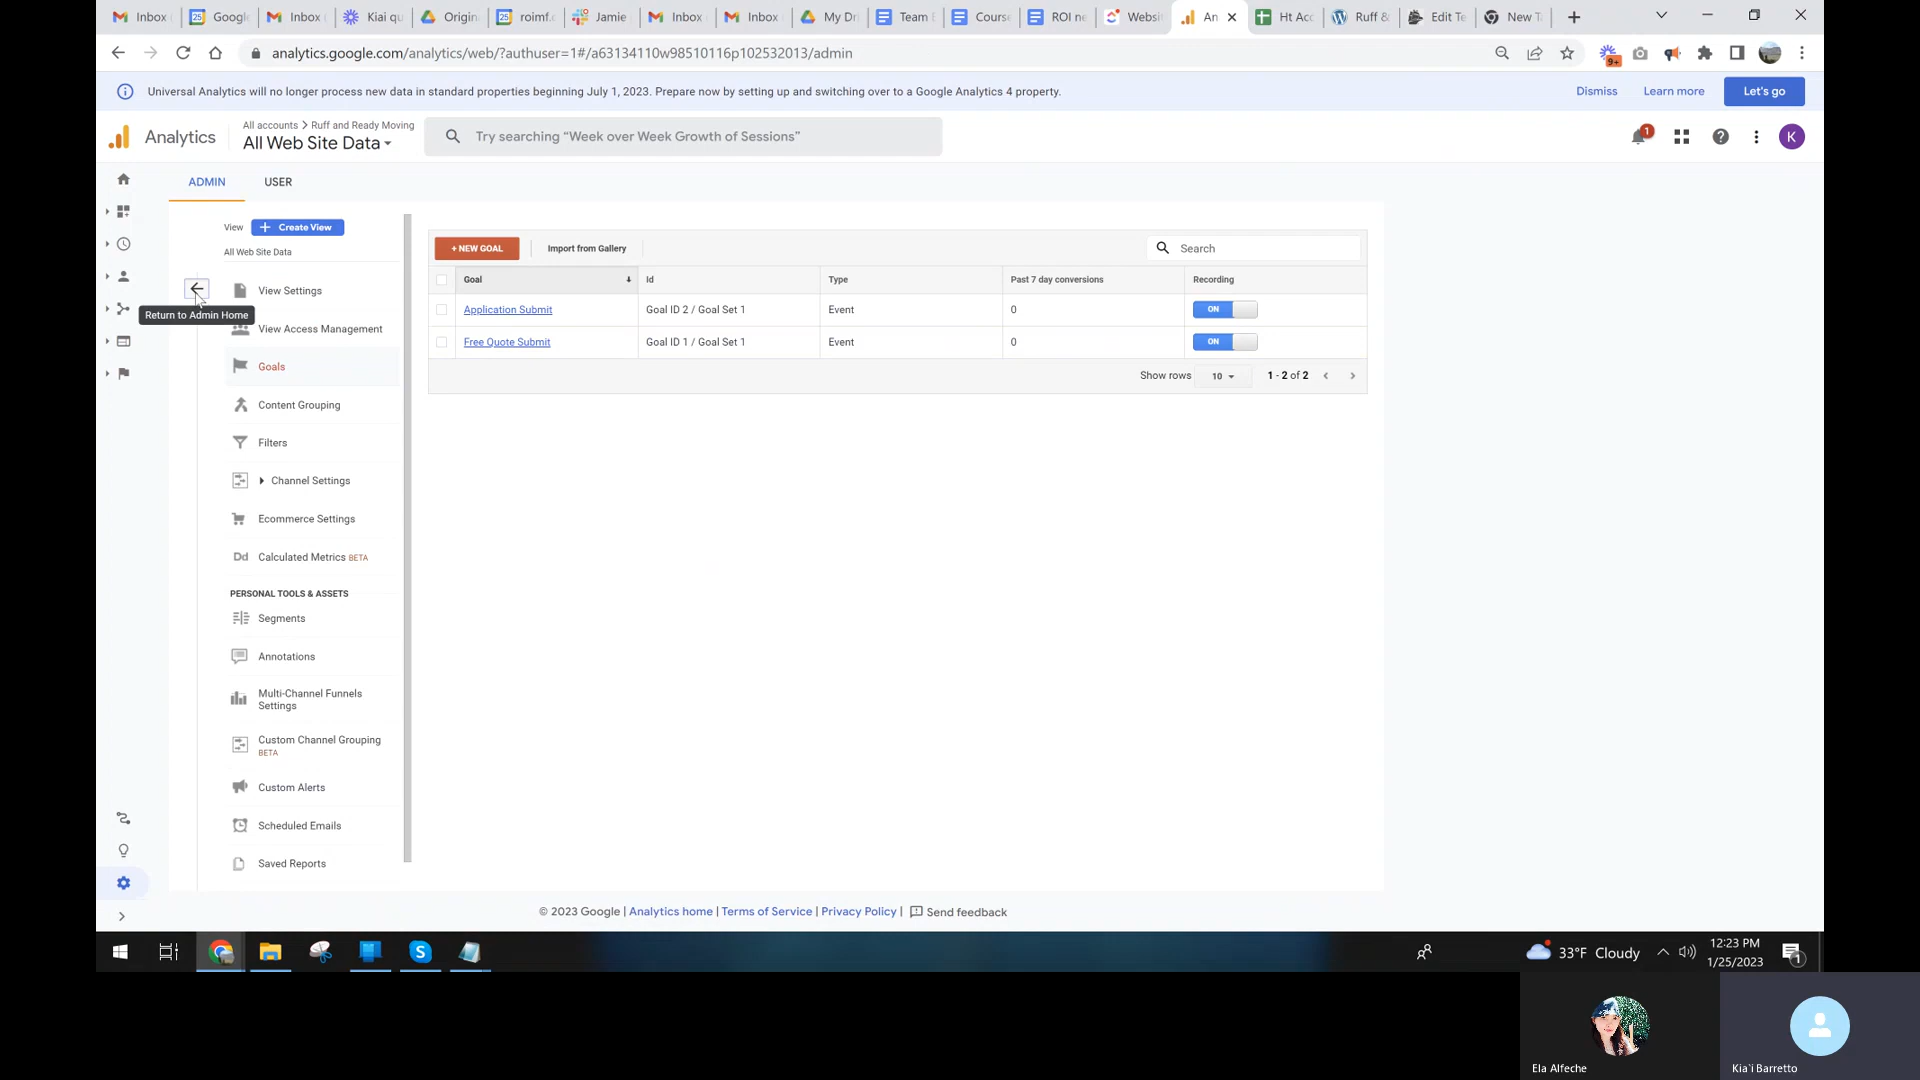 Inbox
Google
Inbox
Kiai qu
Origin
roimf.c
Jamie
Inbox
Inbox
My Dr
Team
Course
ROI ne
Websit
An
Ht Acc
Ruff &
Edit Te
New T
analytics.google.com/analytics/web/?authuser=1#/a63134110w98510116p102532013/admin
9+
Universal Analytics will no longer process new data in standard properties beginning July 1, 2023. Prepare now by setting up and switching over to a Google Analytics 4 property.
Dismiss
Learn more
Let's go
Analytics
All accounts > Ruff and Ready Moving
All Web Site Data
Try searching “Week over Week Growth of Sessions”
1
K
ADMIN
USER
View
+ Create View
All Web Site Data
View Settings
Return to Admin Home
View Access Management
Goals
Content Grouping
Filters
Channel Settings
Ecommerce Settings
Dd Calculated Metrics BETA
PERSONAL TOOLS & ASSETS
Segments
Annotations
Multi-Channel Funnels
Settings
Custom Channel Grouping
BETA
Custom Alerts
Scheduled Emails
Saved Reports
+ NEW GOAL
Import from Gallery
Search
Goal
Id
Type
Past 7 day conversions
Recording
Application Submit
Goal ID 2 / Goal Set 1
Event
0
ON
Free Quote Submit
Goal ID 1 / Goal Set 1
Event
0
ON
Show rows
10
1 - 2 of 2
© 2023 Google | Analytics home | Terms of Service | Privacy Policy | Send feedback
33°F Cloudy
12:23 PM
1/25/2023
1
Ela Alfeche
Kia'i Barretto